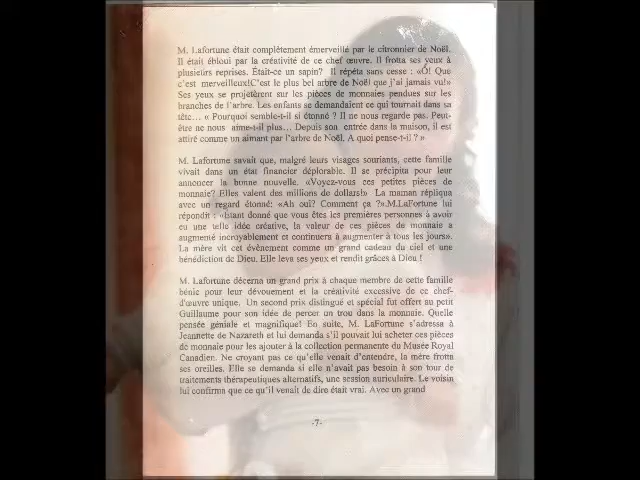 M. Lafortune était complètement émerveillé par le citronnier de Noël.
Il était ébloui par la créativité de ce chef œuvre. Il frotta ses yeux à
plusieurs reprises. Était-ce un sapin? Il répéta sans cesse : «Ô! Que
c'est merveilleux!C'est le plus bel arbre de Noël que j'ai jamais vu!»
Ses yeux se projetèrent sur les pièces de monnaies pendues sur les
branches de l'arbre. Les enfants se demandaient ce qui tournait dans sa
tête… « Pourquoi semble-t-il si étonné ? Il ne nous regarde pas. Peut-
être ne nous aime-t-il plus… Depuis son entrée dans la maison, il est
attiré comme un aimant par l'arbre de Noël. A quoi pense-t-il ? »
M. Lafortune savait que, malgré leurs visages souriants, cette famille
vivait dans un état financier déplorable. Il se précipita pour leur
annoncer la bonne nouvelle. «Voyez-vous ces petites pièces de
monnaie? Elles valent des millions de dollars!» La maman répliqua
avec un regard étonné: «Ah oui? Comment ça ?».M.LaFortune lui
répondit : «Étant donné que vous êtes les premières personnes à avoir
eu une telle idée créative, la valeur de ces pièces de monnaie a
augmenté incroyablement et continuera à augmenter à tous les jours».
La mère vit cet évènement comme un grand cadeau du ciel et une
bénédiction de Dieu. Elle leva ses yeux et rendit grâces à Dieu !
M. Lafortune décerna un grand prix à chaque membre de cette famille
bénie pour leur dévouement et la créativité excessive de ce chef-
d'œuvre unique. Un second prix distingué et spécial fut offert au petit
Guillaume pour son idée de percer un trou dans la monnaie. Quelle
pensée géniale et magnifique! En suite, M. LaFortune s'adressa à
Jeannette de Nazareth et lui demanda s'il pouvait lui acheter ces pièces
de monnaie pour les ajouter à la collection permanente du Musée Royal
Canadien. Ne croyant pas ce qu'elle venait d'entendre, la mère frotta
ses oreilles. Elle se demanda si elle n'avait pas besoin à son tour de
traitements thérapeutiques alternatifs, une session auriculaire. Le voisin
lui confirma que ce qu'il venait de dire était vrai. Avec un grand
-7-